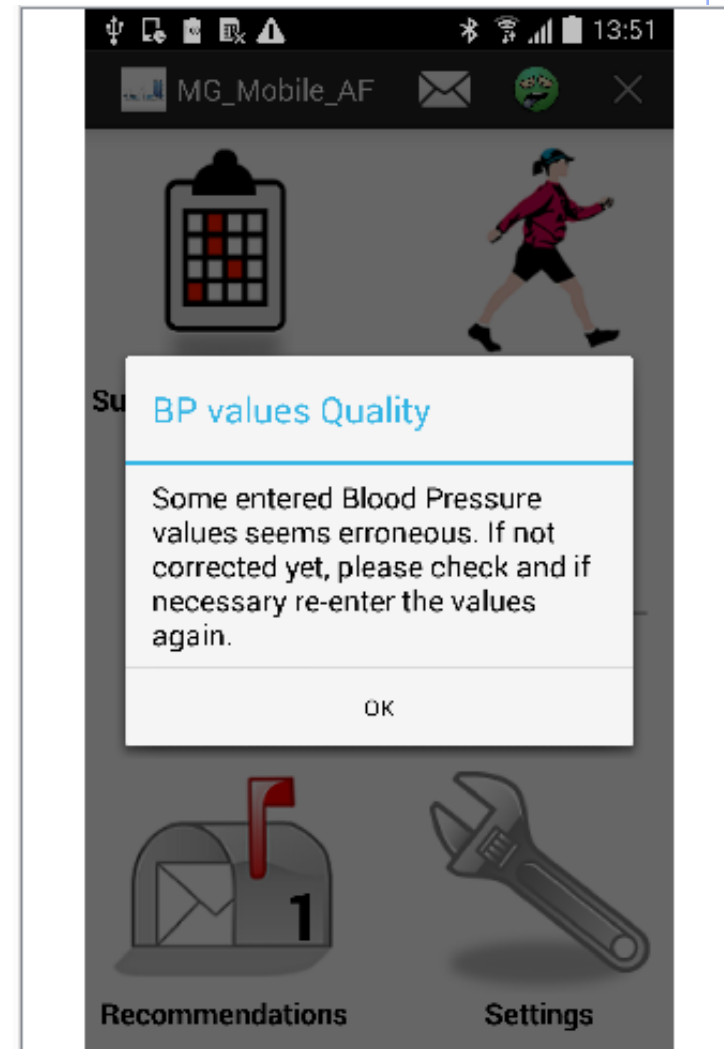 13:51
MG_Mobile_AF
Su
BP values Quality
Some entered Blood Pressure
values seems erroneous. If not
corrected yet, please check and if
necessary re-enter the values
again.
OK
1
Recommendations
Settings